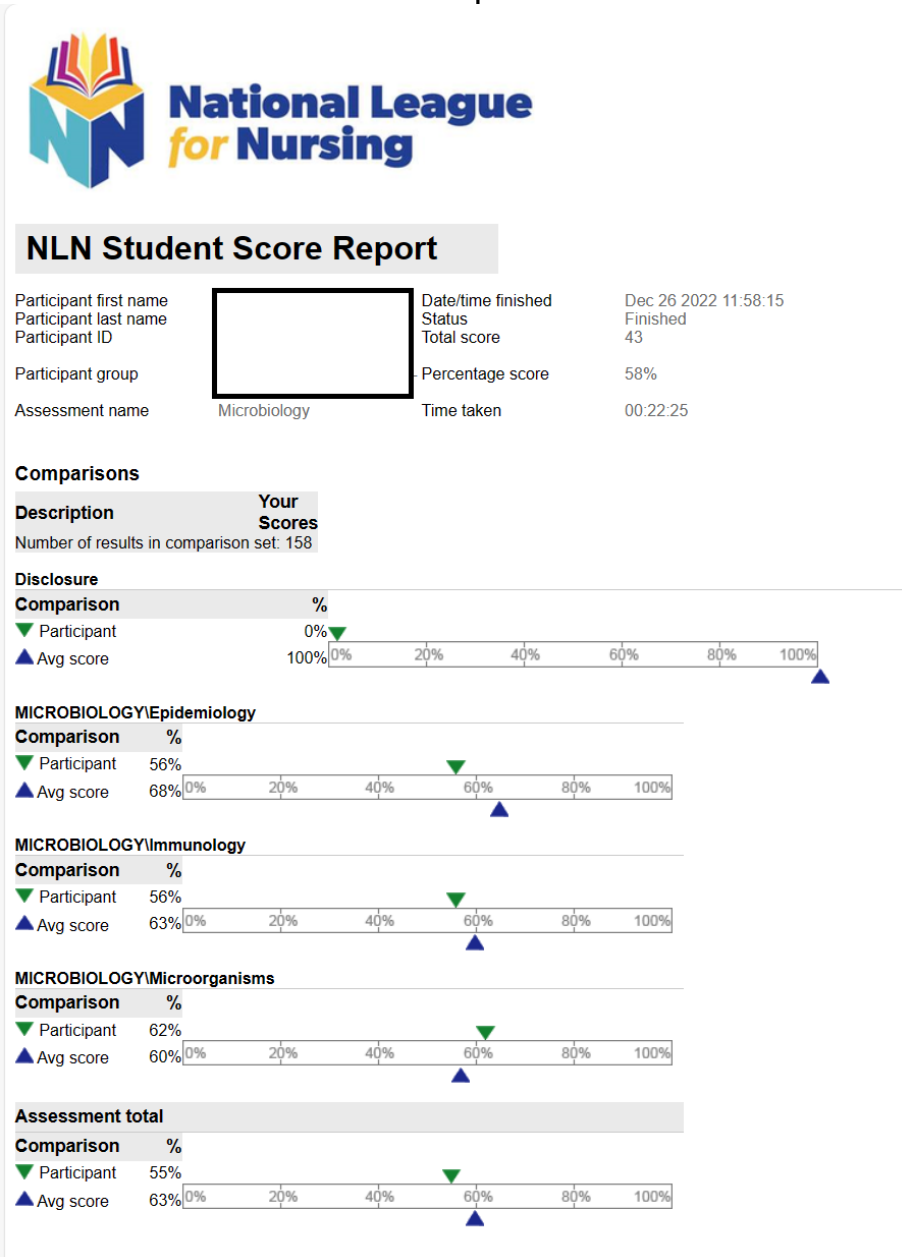 National League
for Nursing
NLN Student Score Report
Participant first name Date/time finished Dec 26 2022 11:58:15
Participant last name Status Finished
Participant ID Total score 43
Participant group - Percentage score 58%
Assessment name Microbiology Time taken 00:22:25
Comparisons
Description Your Scores
Number of results in comparison set: 158
Disclosure
Comparison %
Participant 0%
Avg score 100% 0% 20% 40% 60% 80% 100%
MICROBIOLOGY\Epidemiology
Comparison %
Participant 56%
Avg score 68% 0% 20% 40% 60% 80% 100%
MICROBIOLOGY\Immunology
Comparison %
Participant 56%
Avg score 63% 0% 20% 40% 60% 80% 100%
MICROBIOLOGY\Microorganisms
Comparison %
Participant 62%
Avg score 60% 0% 20% 40% 60% 80% 100%
Assessment total
Comparison %
Participant 55%
Avg score 63% 0% 20% 40% 60% 80% 100%